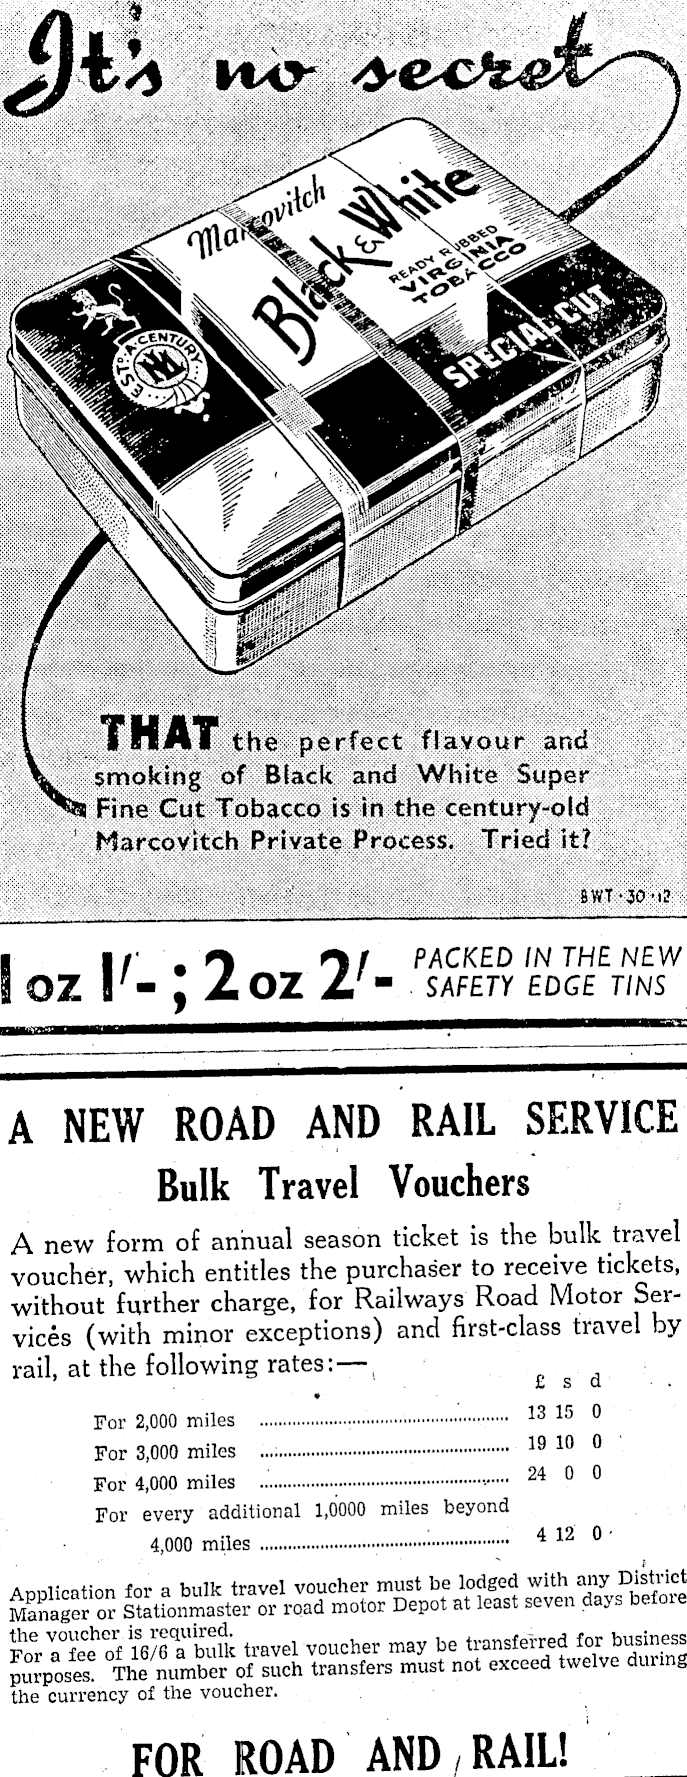 It's no secret
Marcovitch
Black & White
READY RUBBED
VIRGINIA
TOBACCO
SPECIAL CUT
ESTD A CENTURY
M
THAT the perfect flavour and
smoking of Black and White Super
Fine Cut Tobacco is in the century-old
Marcovitch Private Process. Tried it?
BWT·30·12
1 oz 1/-; 2 oz 2/-
PACKED IN THE NEW
SAFETY EDGE TINS
A NEW ROAD AND RAIL SERVICE
Bulk Travel Vouchers
A new form of annual season ticket is the bulk travel
voucher, which entitles the purchaser to receive tickets,
without further charge, for Railways Road Motor Ser-
vices (with minor exceptions) and first-class travel by
rail, at the following rates:—
£ s d
For 2,000 miles ........ 13 15 0
For 3,000 miles ........ 19 10 0
For 4,000 miles ........ 24 0 0
For every additional 1,0000 miles beyond
4,000 miles ........ 4 12 0
Application for a bulk travel voucher must be lodged with any District
Manager or Stationmaster or road motor Depot at least seven days before
the voucher is required.
For a fee of 16/6 a bulk travel voucher may be transferred for business
purposes. The number of such transfers must not exceed twelve during
the currency of the voucher.
FOR ROAD AND RAIL!